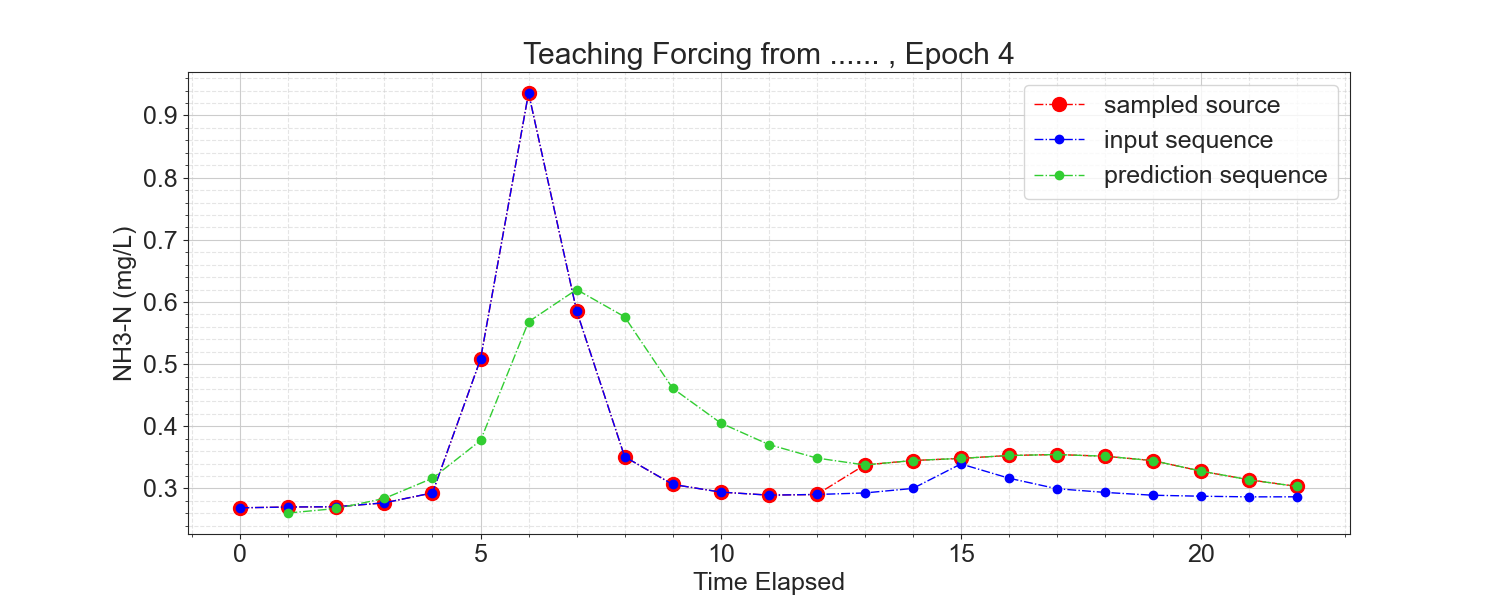 Teaching Forcing from ...... , Epoch 4
sampled source
input sequence
prediction sequence
NH3-N (mg/L)
0.9
0.8
0.7
0.6
0.5
0.4
0.3
0 5 10 15 20
Time Elapsed